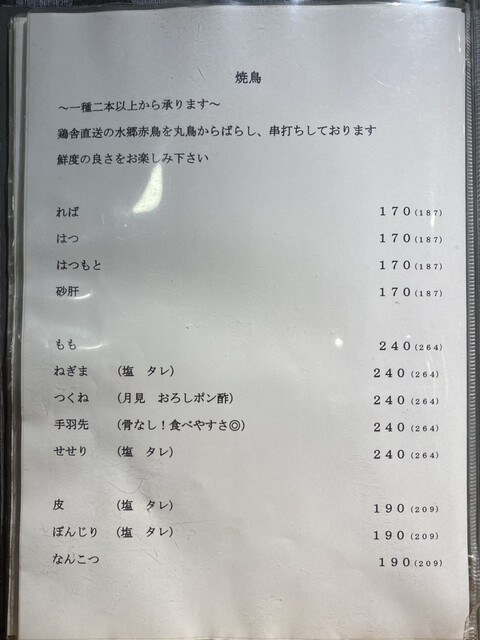 焼鳥
～一種二本以上から承ります～
鶏舎直送の水郷赤鳥を丸鳥からばらし、串打ちしております
鮮度の良さをお楽しみ下さい
ればー 170(187)
はつ 170(187)
はつもと 170(187)
砂肝 170(187)
もも 240(264)
ねぎま （塩　タレ） 240(264)
つくね （月見　おろしポン酢） 240(264)
手羽先 （骨なし！食べやすさ◎） 240(264)
せせり （塩　タレ） 240(264)
皮 （塩　タレ） 190(209)
ぼんじり （塩　タレ） 190(209)
なんこつ 190(209)